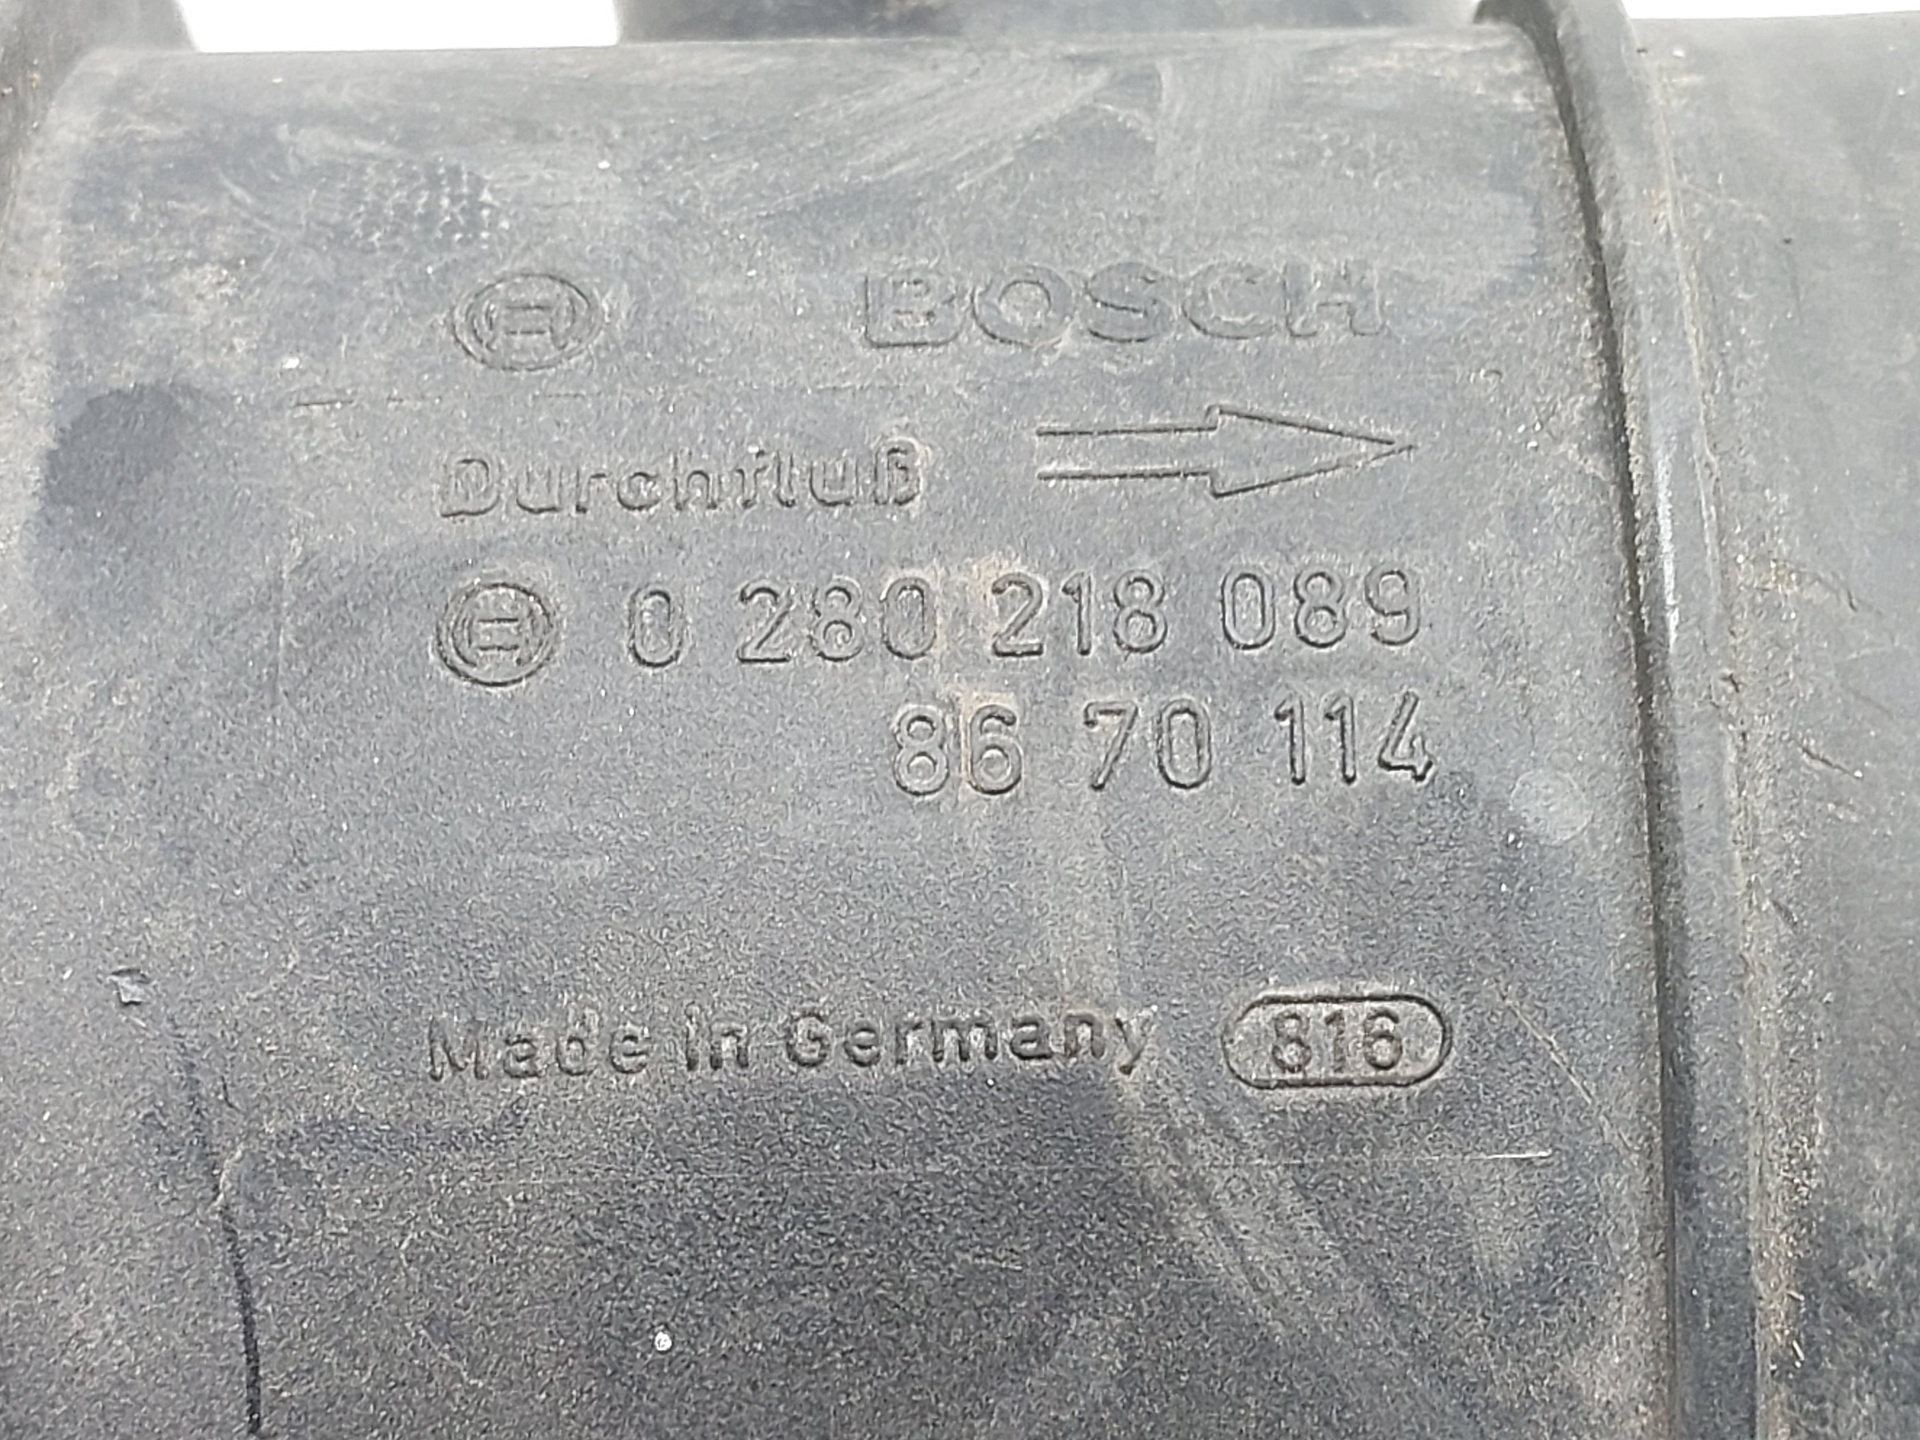 BOSCH
Durchfluß
0 280 218 089
86 70 114
Made in Germany 816